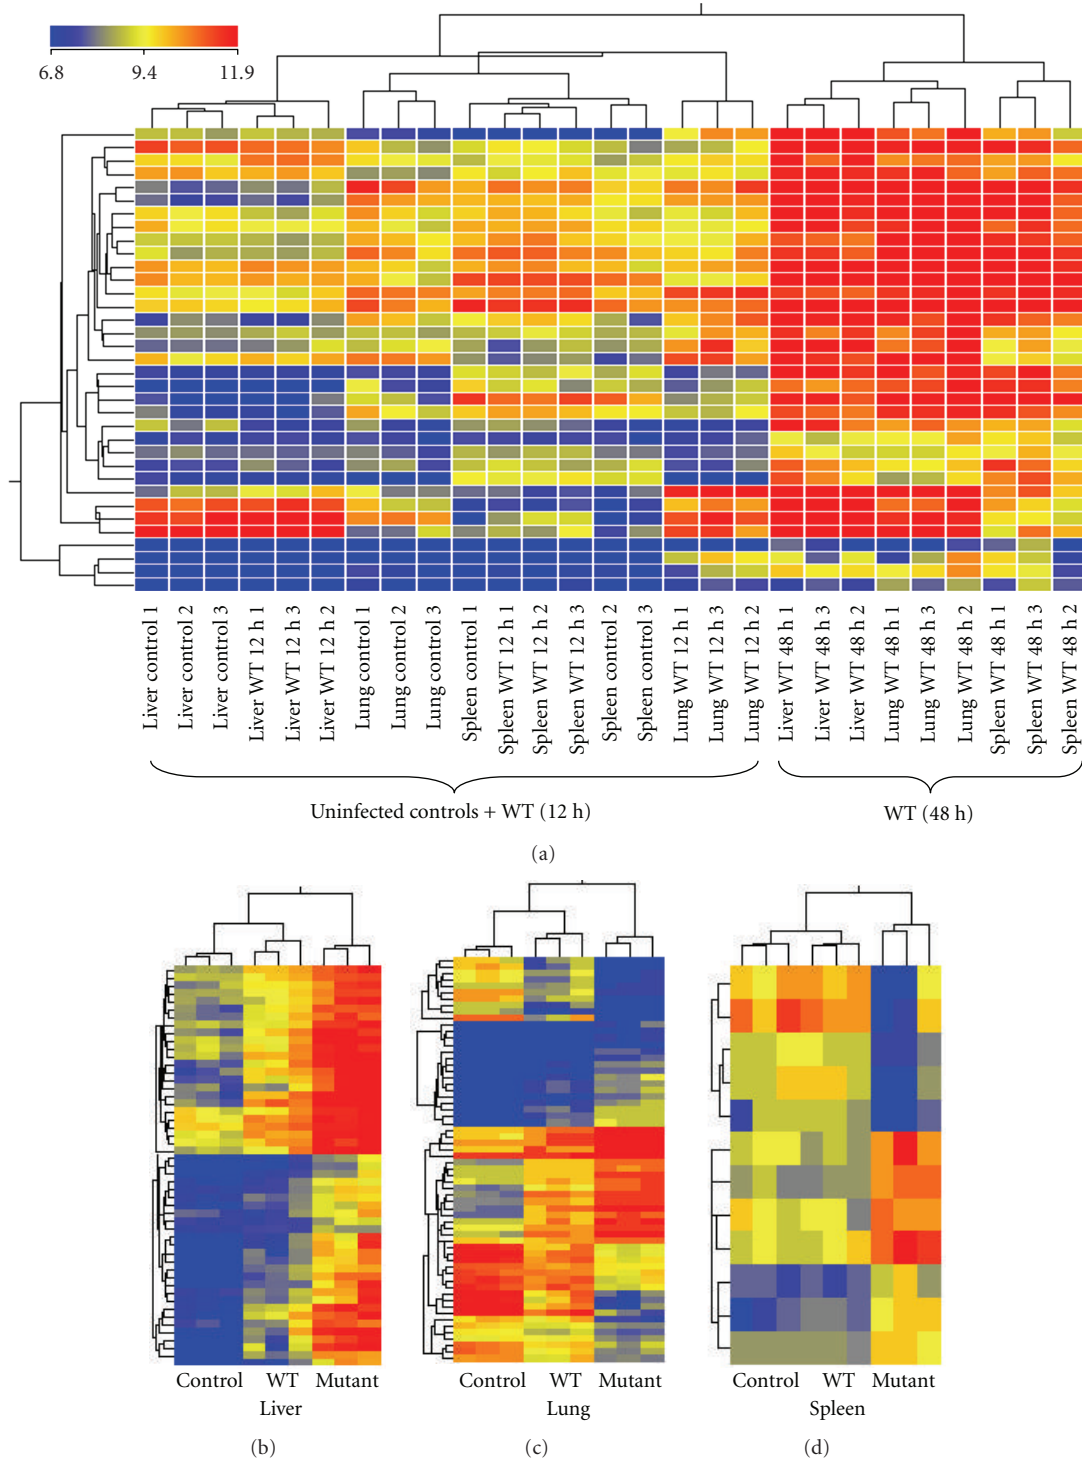 6.8 9.4 11.9
Liver control 1
Liver control 2
Liver control 3
Liver WT 12 h 1
Liver WT 12 h 3
Liver WT 12 h 2
Lung control 1
Lung control 2
Lung control 3
Spleen control 1
Spleen WT 12 h 1
Spleen WT 12 h 2
Spleen WT 12 h 3
Spleen control 2
Spleen control 3
Lung WT 12 h 1
Lung WT 12 h 3
Lung WT 12 h 2
Liver WT 48 h 1
Liver WT 48 h 3
Liver WT 48 h 2
Lung WT 48 h 1
Lung WT 48 h 3
Lung WT 48 h 2
Spleen WT 48 h 1
Spleen WT 48 h 3
Spleen WT 48 h 2
Uninfected controls + WT (12 h) WT (48 h)
(a)
Control WT Mutant
Liver
(b)
Control WT Mutant
Lung
(c)
Control WT Mutant
Spleen
(d)